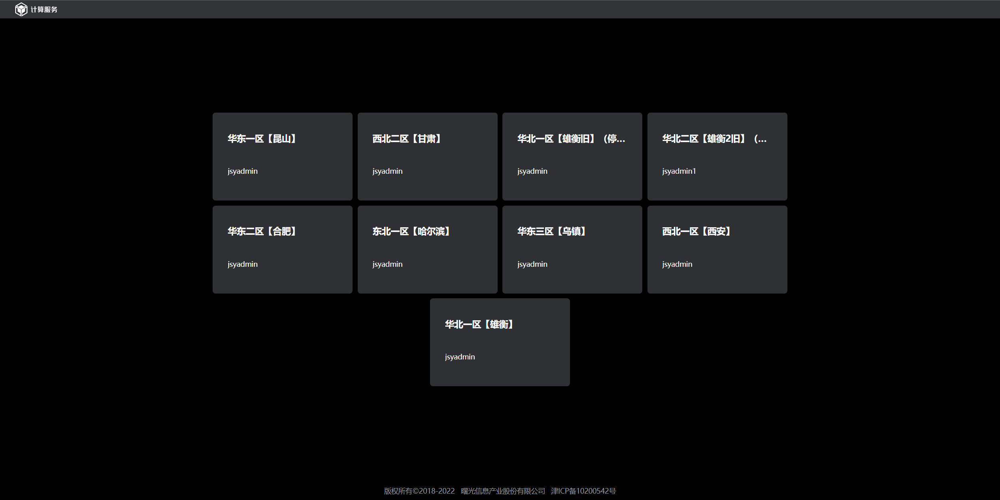 计算服务
华东一区【昆山】
jsyadmin
西北二区【甘肃】
jsyadmin
华北一区【雄衡旧】（停...
jsyadmin
华北二区【雄衡2旧】（...
jsyadmin1
华东二区【合肥】
jsyadmin
东北一区【哈尔滨】
jsyadmin
华东三区【乌镇】
jsyadmin
西北一区【西安】
jsyadmin
华北一区【雄衡】
jsyadmin
版权所有©2018-2022 曙光信息产业股份有限公司 津ICP备10200542号